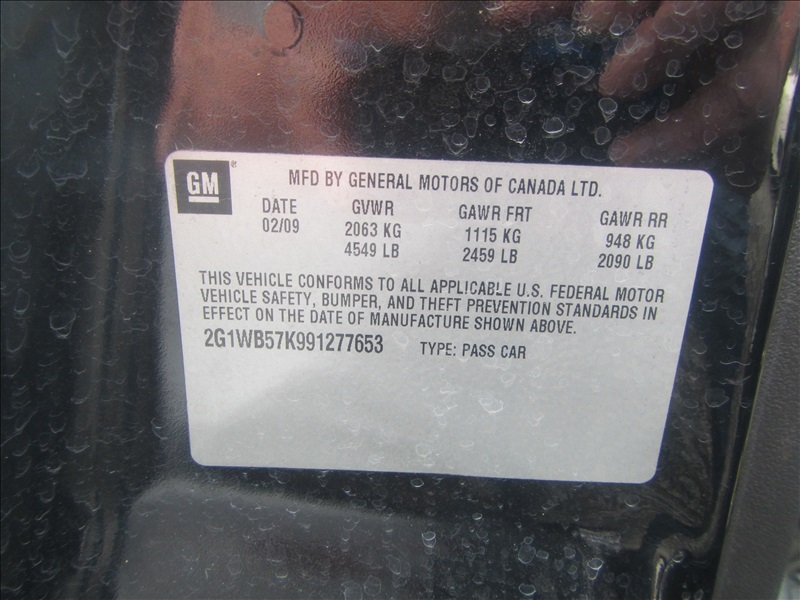 GM®
MFD BY GENERAL MOTORS OF CANADA LTD.
DATE GVWR GAWR FRT GAWR RR
02/09 2063 KG 1115 KG 948 KG
4549 LB 2459 LB 2090 LB
THIS VEHICLE CONFORMS TO ALL APPLICABLE U.S. FEDERAL MOTOR
VEHICLE SAFETY, BUMPER, AND THEFT PREVENTION STANDARDS IN
EFFECT ON THE DATE OF MANUFACTURE SHOWN ABOVE.
2G1WB57K991277653 TYPE: PASS CAR